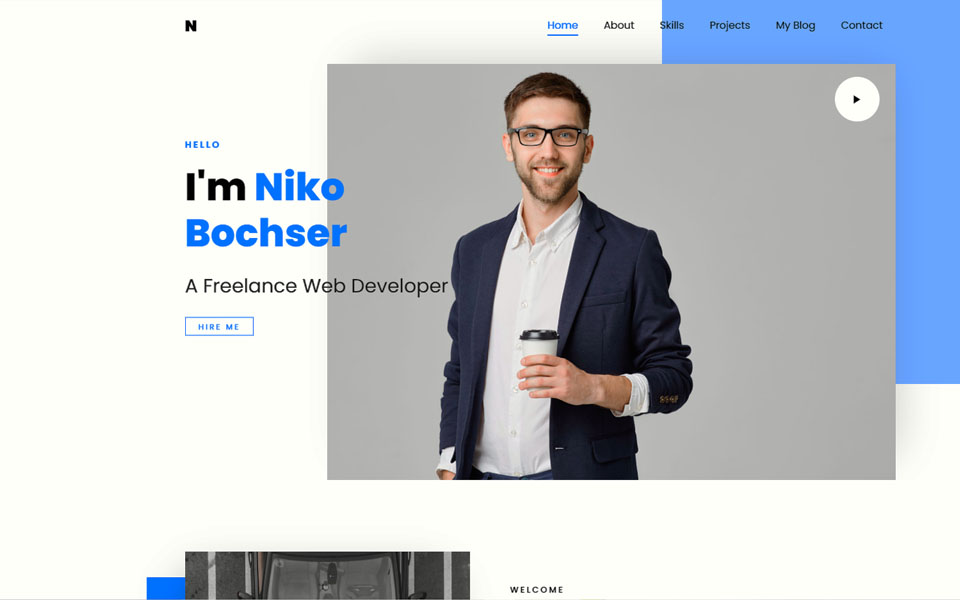 N
Home About Skills Projects My Blog Contact
HELLO
I'm Niko
Bochser
A Freelance Web Developer
HIRE ME
WELCOME